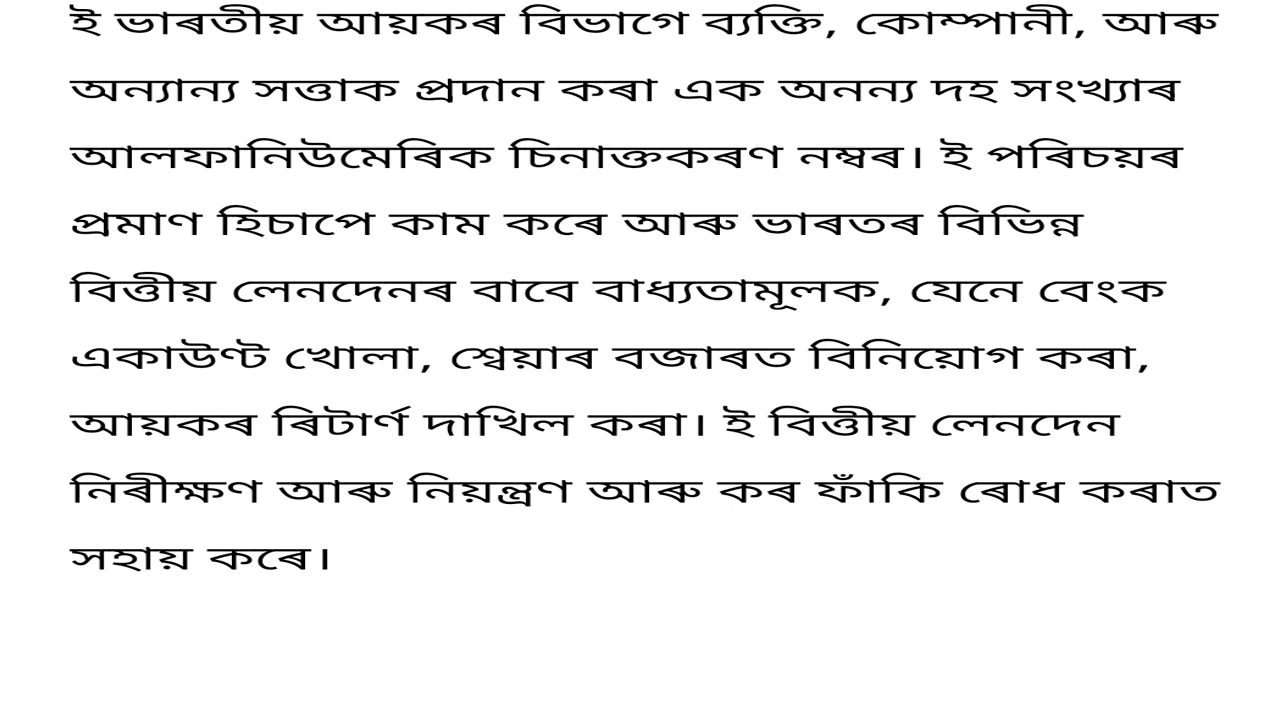 ই ভাৰতীয় আয়কৰ বিভাগে ব্যক্তি, কোম্পানী, আৰু
অন্যান্য সত্তাক প্ৰদান কৰা এক অনন্য দহ সংখ্যাৰ
আলফানিউমেৰিক চিনাক্তকৰণ নম্বৰ। ই পৰিচয়ৰ
প্ৰমাণ হিচাপে কাম কৰে আৰু ভাৰতৰ বিভিন্ন
বিত্তীয় লেনদেনৰ বাবে বাধ্যতামূলক, যেনে বেংক
একাউণ্ট খোলা, শ্বেয়াৰ বজাৰত বিনিয়োগ কৰা,
আয়কৰ ৰিটাৰ্ণ দাখিল কৰা। ই বিত্তীয় লেনদেন
নিৰীক্ষণ আৰু নিয়ন্ত্ৰণ আৰু কৰ ফাঁকি ৰোধ কৰাত
সহায় কৰে।